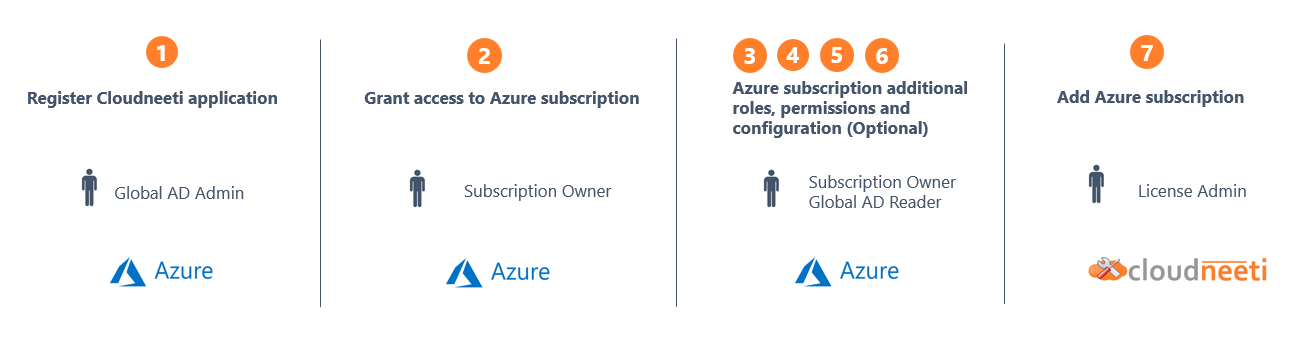 1
Register Cloudneeti application
Global AD Admin
Azure
2
Grant access to Azure subscription
Subscription Owner
Azure
3 4 5 6
Azure subscription additional
roles, permissions and
configuration (Optional)
Subscription Owner
Global AD Reader
Azure
7
Add Azure subscription
License Admin
cloudneeti